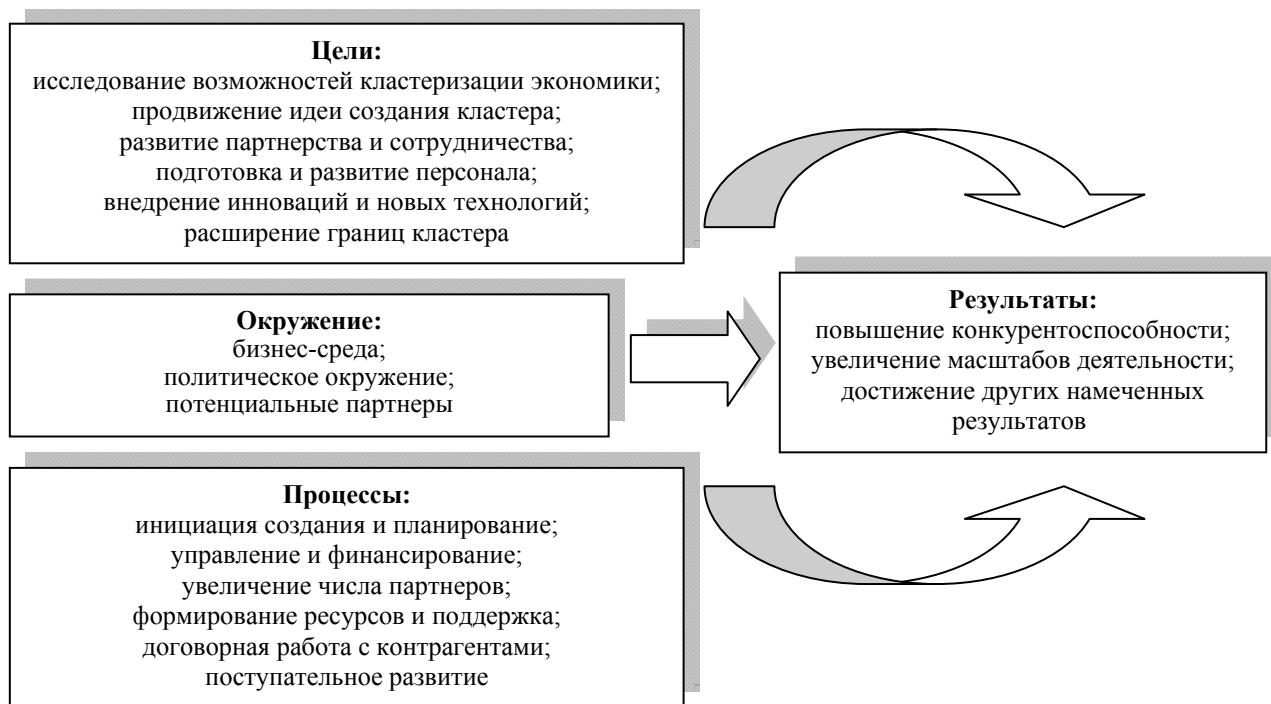 Цели:
исследование возможностей кластеризации экономики;
продвижение идеи создания кластера;
развитие партнерства и сотрудничества;
подготовка и развитие персонала;
внедрение инноваций и новых технологий;
расширение границ кластера
Окружение:
бизнес-среда;
политическое окружение;
потенциальные партнеры
Процессы:
инициация создания и планирование;
управление и финансирование;
увеличение числа партнеров;
формирование ресурсов и поддержка;
договорная работа с контрагентами;
поступательное развитие
Результаты:
повышение конкурентоспособности;
увеличение масштабов деятельности;
достижение других намеченных
результатов